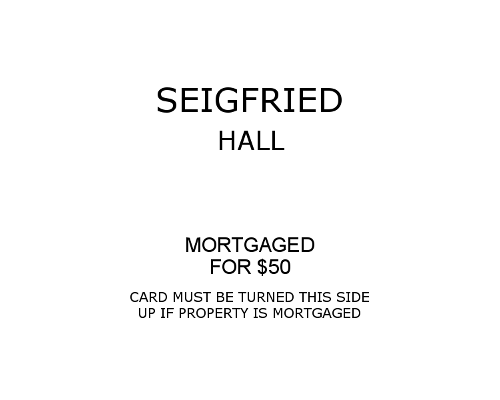 SEIGFRIED
HALL
MORTGAGED
FOR $50
CARD MUST BE TURNED THIS SIDE
UP IF PROPERTY IS MORTGAGED